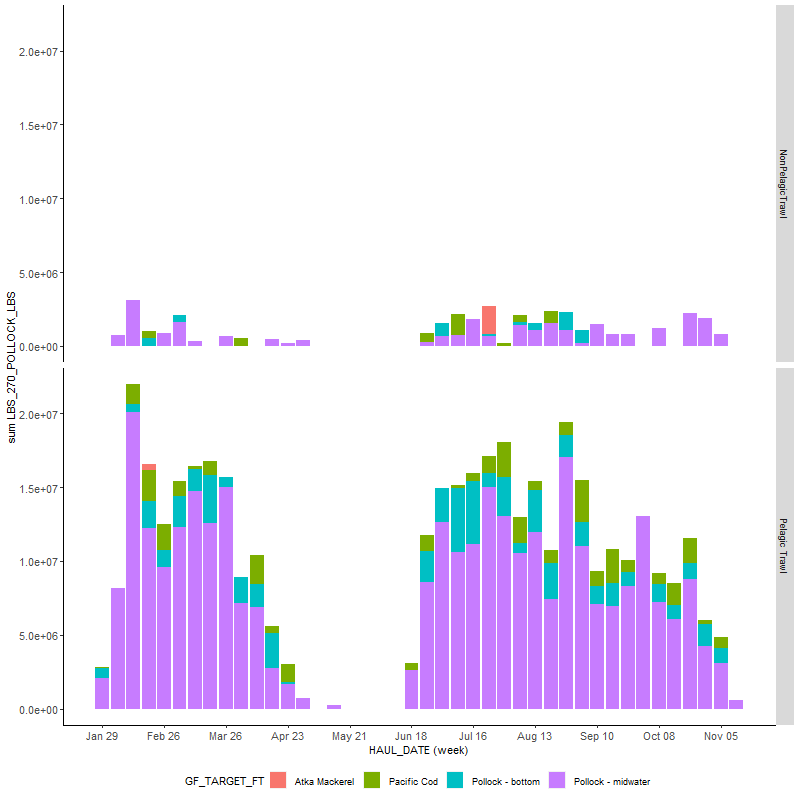 2.0e+07
1.5e+07
1.0e+07
5.0e+06
0.0e+00
NonPelagicTrawl
sum LBS_270_POLLOCK_LBS
2.0e+07
1.5e+07
1.0e+07
5.0e+06
0.0e+00
Pelagic Trawl
Jan 29 Feb 26 Mar 26 Apr 23 May 21 Jun 18 Jul 16 Aug 13 Sep 10 Oct 08 Nov 05
HAUL_DATE (week)
GF_TARGET_FT Atka Mackerel Pacific Cod Pollock - bottom Pollock - midwater